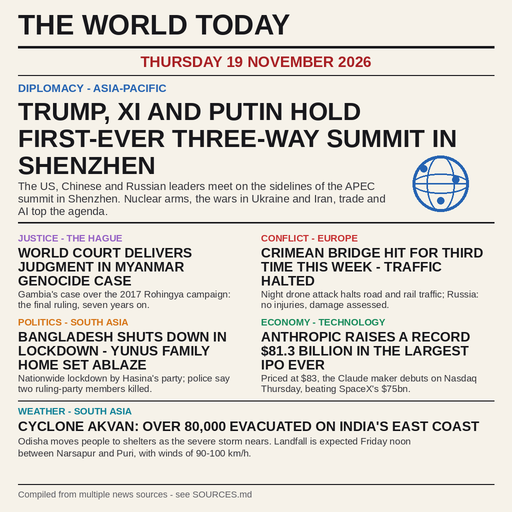 THE WORLD TODAY
THURSDAY 19 NOVEMBER 2026
DIPLOMACY - ASIA-PACIFIC
TRUMP, XI AND PUTIN HOLD
FIRST-EVER THREE-WAY SUMMIT IN
SHENZHEN
The US, Chinese and Russian leaders meet on the sidelines of the APEC
summit in Shenzhen. Nuclear arms, the wars in Ukraine and Iran, trade and
AI top the agenda.
JUSTICE - THE HAGUE
WORLD COURT DELIVERS
JUDGMENT IN MYANMAR
GENOCIDE CASE
Gambia's case over the 2017 Rohingya campaign:
the final ruling, seven years on.
CONFLICT - EUROPE
CRIMEAN BRIDGE HIT FOR THIRD
TIME THIS WEEK - TRAFFIC
HALTED
Night drone attack halts road and rail traffic; Russia:
no injuries, damage assessed.
POLITICS - SOUTH ASIA
BANGLADESH SHUTS DOWN IN
LOCKDOWN - YUNUS FAMILY
HOME SET ABLAZE
Nationwide lockdown by Hasina's party; police say
two ruling-party members killed.
ECONOMY - TECHNOLOGY
ANTHROPIC RAISES A RECORD
$81.3 BILLION IN THE LARGEST
IPO EVER
Priced at $83, the Claude maker debuts on Nasdaq
Thursday, beating SpaceX's $75bn.
WEATHER - SOUTH ASIA
CYCLONE AKVAN: OVER 80,000 EVACUATED ON INDIA'S EAST COAST
Odisha moves people to shelters as the severe storm nears. Landfall is expected Friday noon
between Narsapur and Puri, with winds of 90-100 km/h.
Compiled from multiple news sources - see SOURCES.md